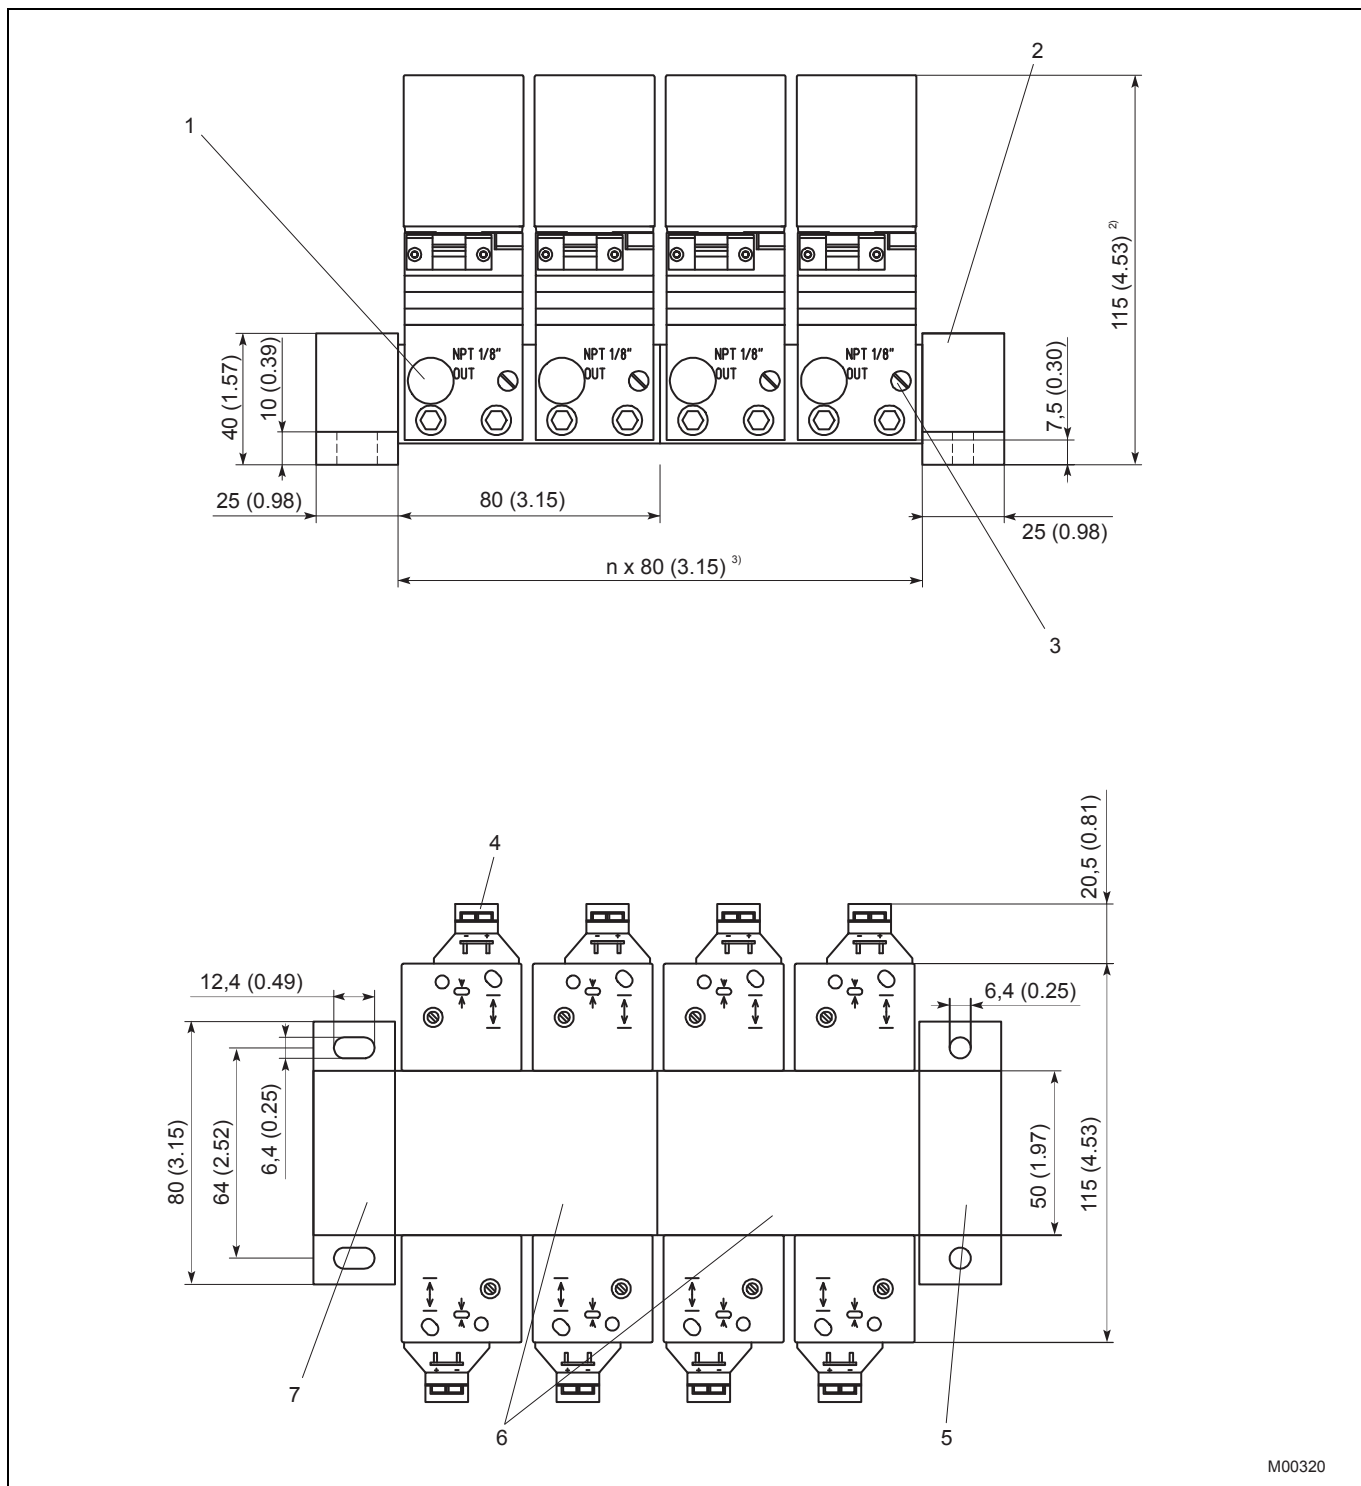 2
1
115 (4.53) 2)
NPT 1/8"
OUT
NPT 1/8"
OUT
NPT 1/8"
OUT
NPT 1/8"
OUT
40 (1.57)
10 (0.39)
7,5 (0.30)
25 (0.98)
80 (3.15)
25 (0.98)
n x 80 (3.15) 3)
3
20,5 (0.81)
4
- +
- +
- +
- +
12,4 (0.49)
6,4 (0.25)
80 (3.15)
64 (2.52)
6,4 (0.25)
50 (1.97)
115 (4.53)
+ -
+ -
+ -
+ -
7
6
5
M00320